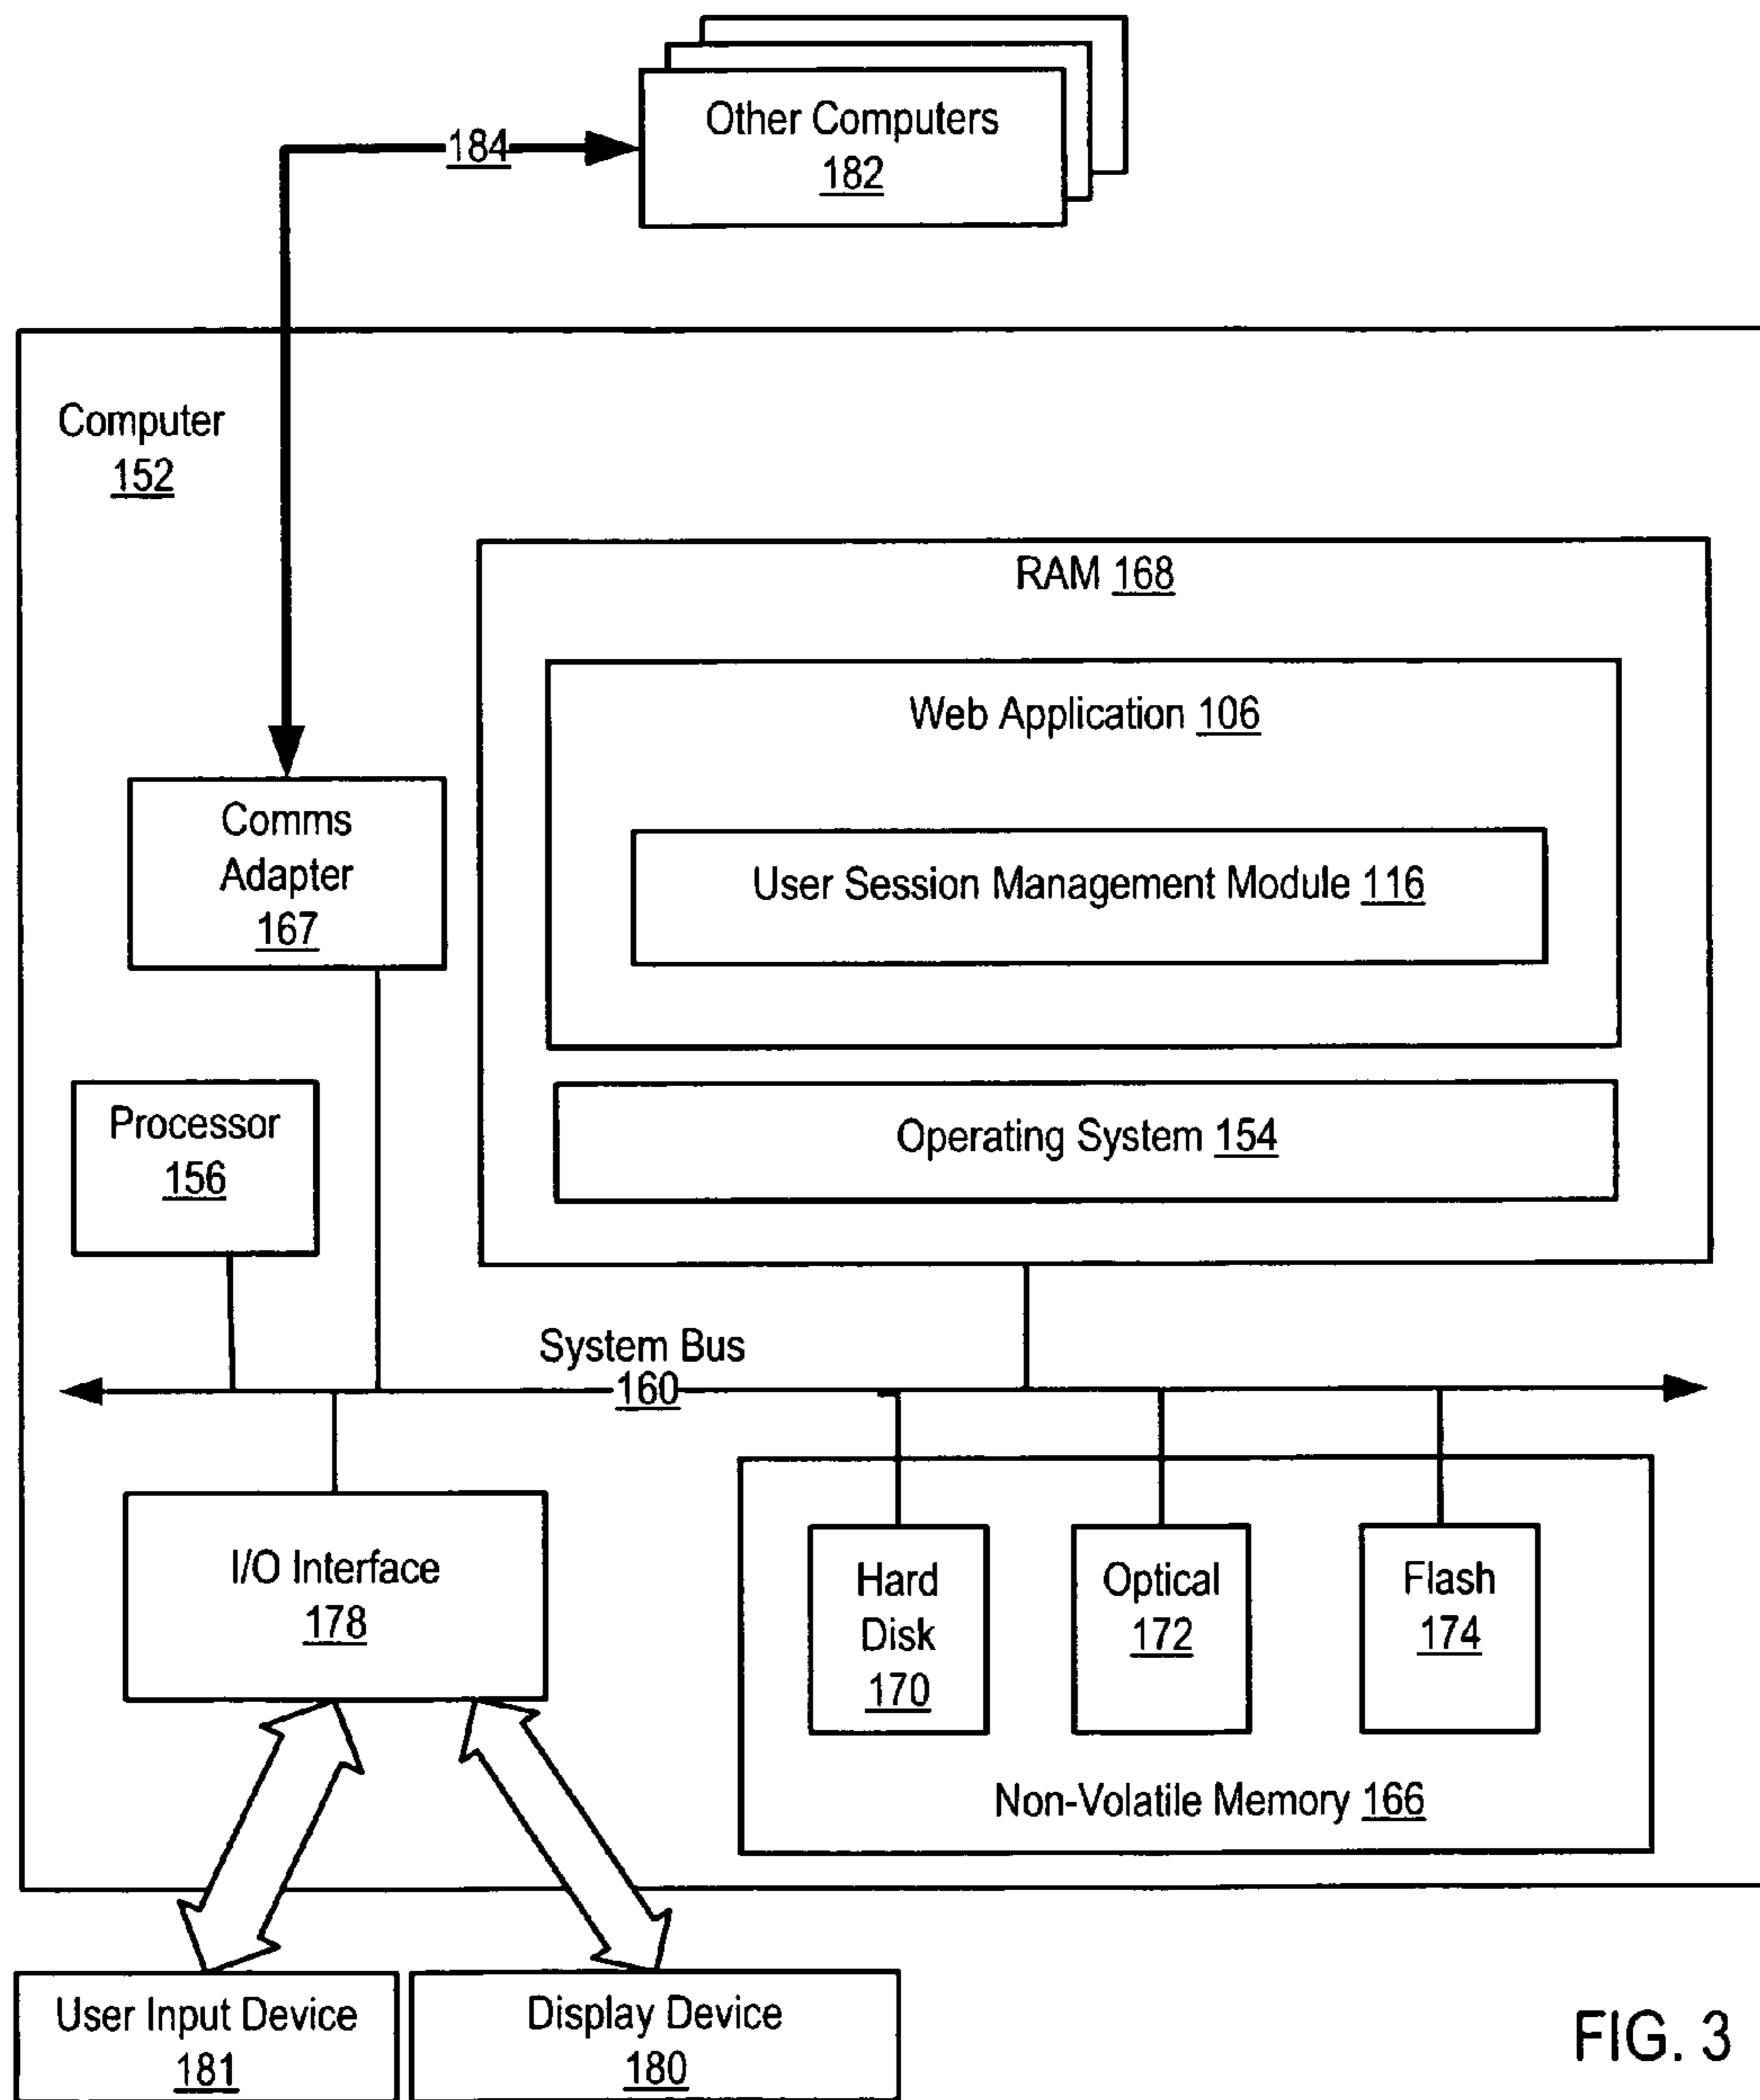 Other Computers
182
184
Computer
152
RAM 168
Web Application 106
Comms
Adapter
167
User Session Management Module 116
Processor
156
Operating System 154
System Bus
160
I/O Interface
178
Hard
Disk
170
Optical
172
Flash
174
Non-Volatile Memory 166
User Input Device
181
Display Device
180
FIG. 3